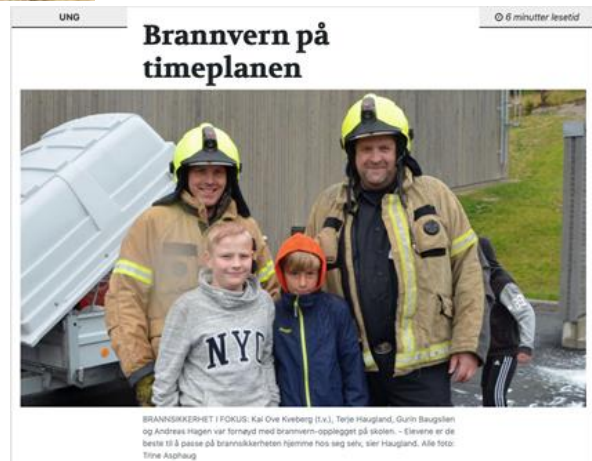 UNG
6 minutter lesetid
Brannvern på
timeplanen
NYC
BRANNSIKKERHET I FOKUS: Kai Ove Kveberg (t.v.), Terje Haugland, Gurin Baugslien
og Andreas Hagen var fornøyd med brannvern-opplegget på skolen. – Elevene er de
beste til å passe på brannsikkerheten hjemme hos seg selv, sier Haugland. Alle foto:
Trine Asphaug